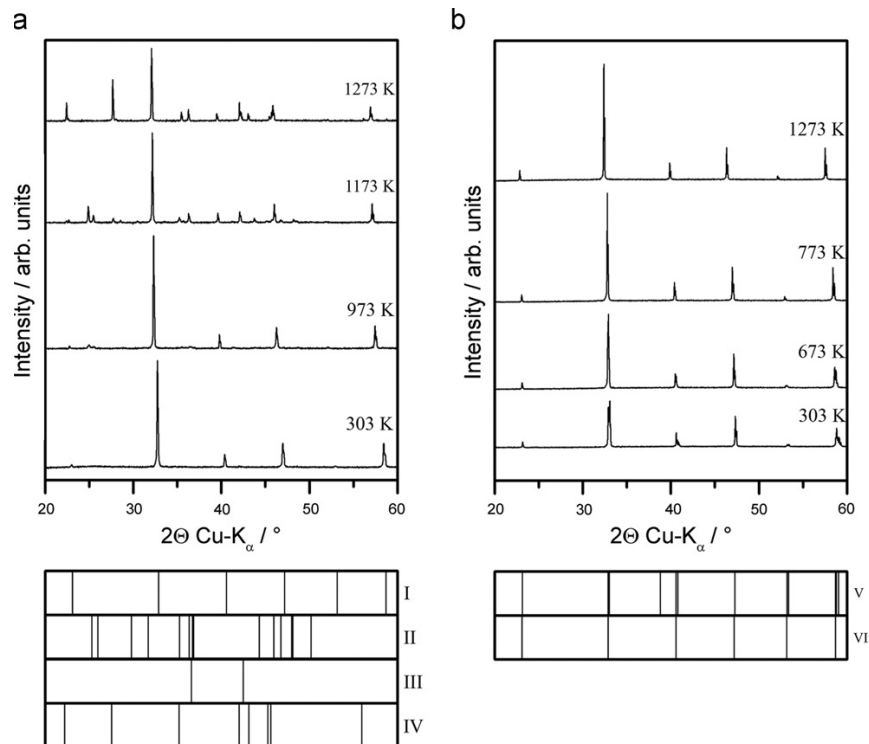 a
1273 K
1173 K
973 K
303 K
Intensity / arb. units
20 30 40 50 60
2Θ Cu-Kα / °
I
II
III
IV
b
1273 K
773 K
673 K
303 K
Intensity / arb. units
20 30 40 50 60
2Θ Cu-Kα / °
V
VI